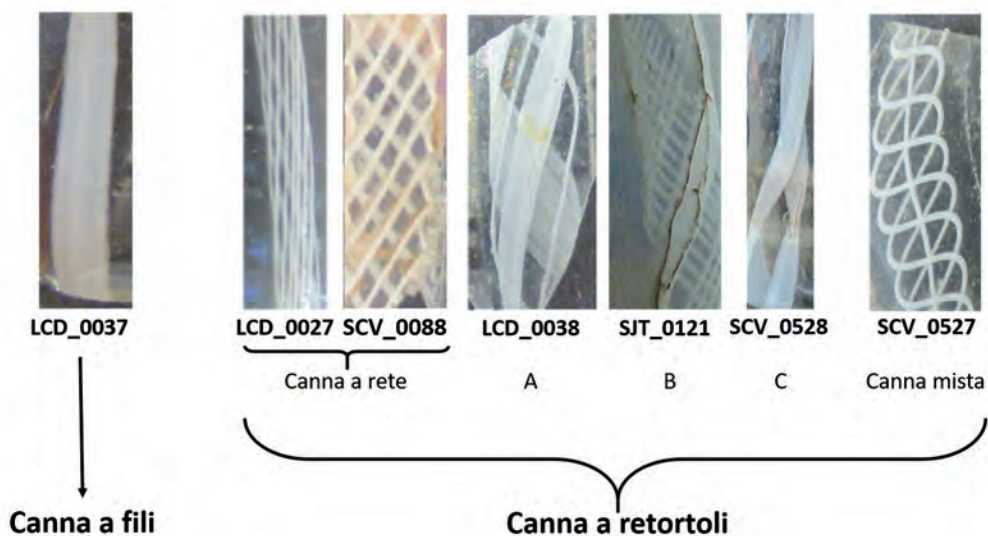 LCD_0037
LCD_0027 SCV_0088 LCD_0038 SJT_0121 SCV_0528 SCV_0527
Canna a rete A B C Canna mista
Canna a fili
Canna a retortoli